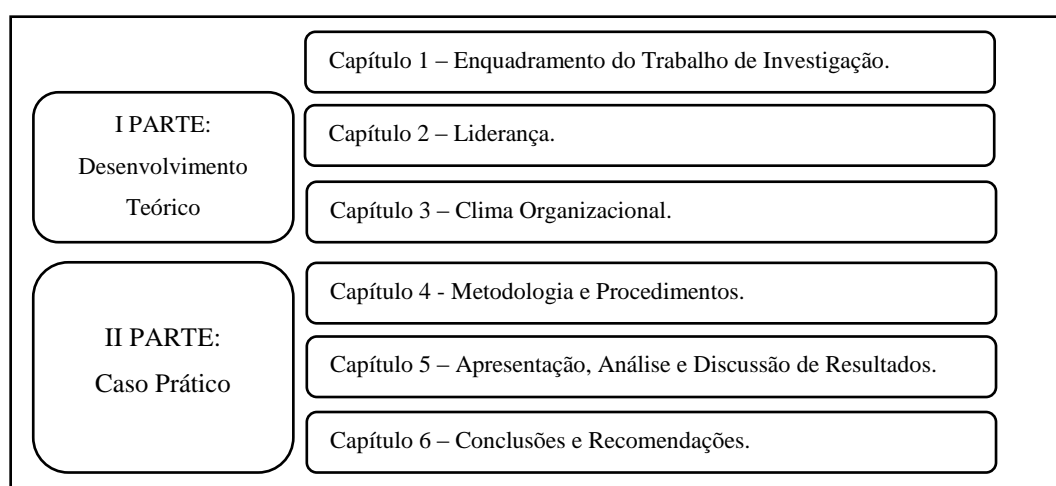 Capítulo 1 – Enquadramento do Trabalho de Investigação.
I PARTE:
Desenvolvimento
Teórico
Capítulo 2 – Liderança.
Capítulo 3 – Clima Organizacional.
II PARTE:
Caso Prático
Capítulo 4 - Metodologia e Procedimentos.
Capítulo 5 – Apresentação, Análise e Discussão de Resultados.
Capítulo 6 – Conclusões e Recomendações.